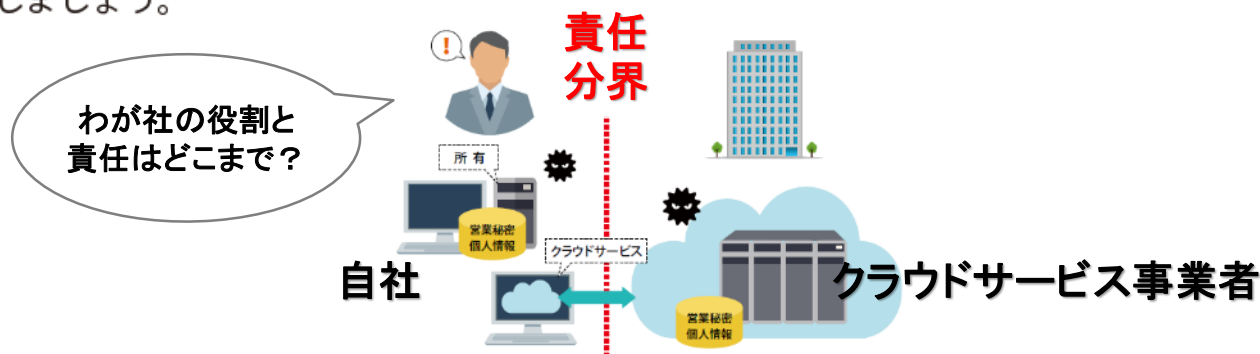 しましょう。
責任
分界
!
わが社の役割と
責任はどこまで？
所有
営業秘密
個人情報
クラウドサービス
自社
クラウドサービス事業者
営業秘密
個人情報